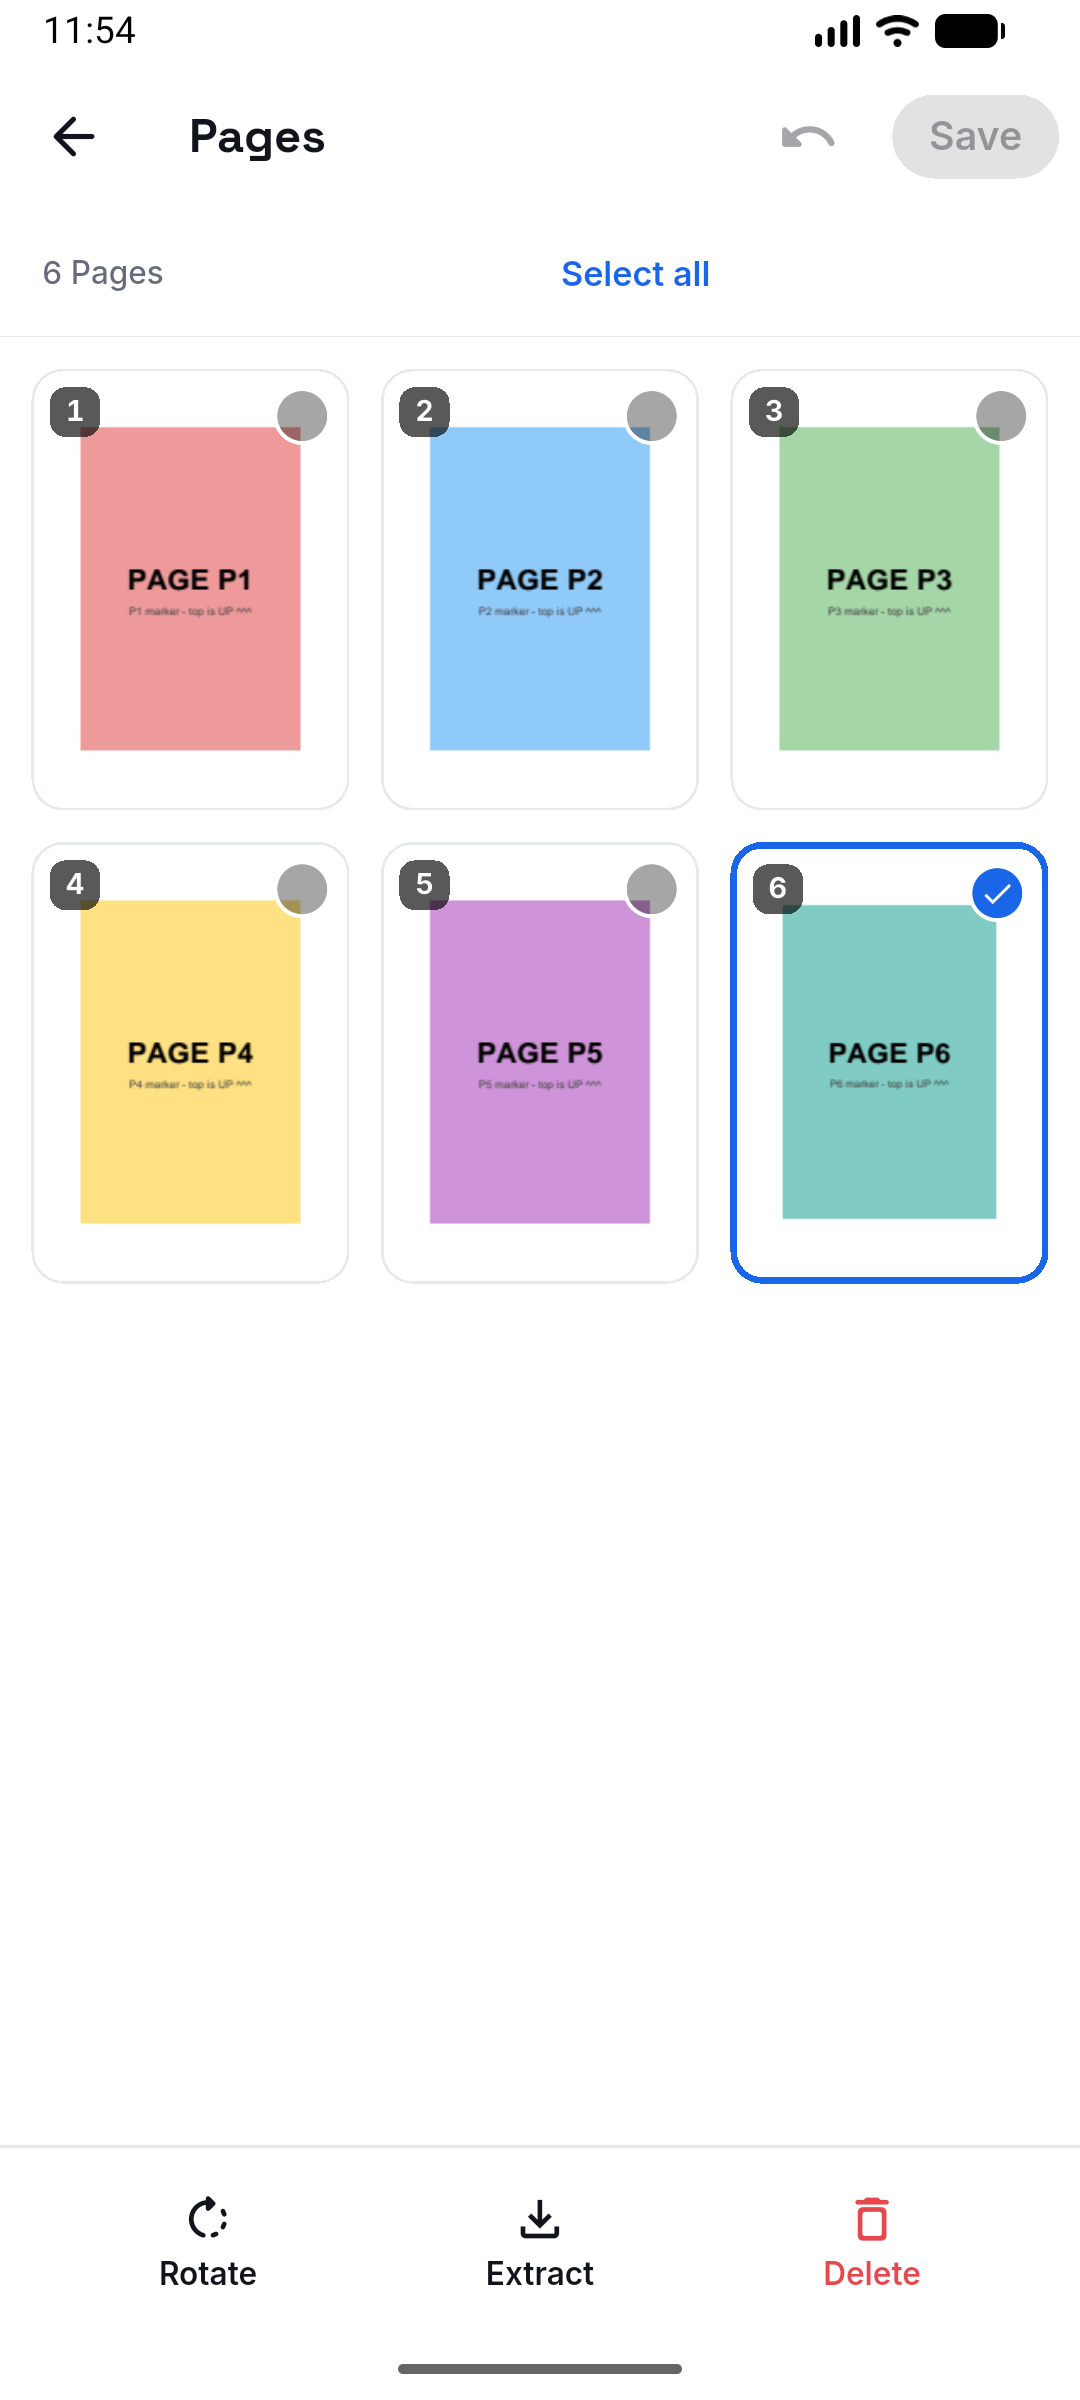 11:54
Pages
Save
6 Pages
Select all
1
2
3
PAGE P1
PAGE P2
PAGE P3
P1 marker - top is UP ^^^
P2 marker - top is UP ^^^
P3 marker - top is UP ^^^
4
5
6
PAGE P4
PAGE P5
PAGE P6
P4 marker - top is UP ^^^
P5 marker - top is UP ^^^
P6 marker - top is UP ^^^
Rotate
Extract
Delete